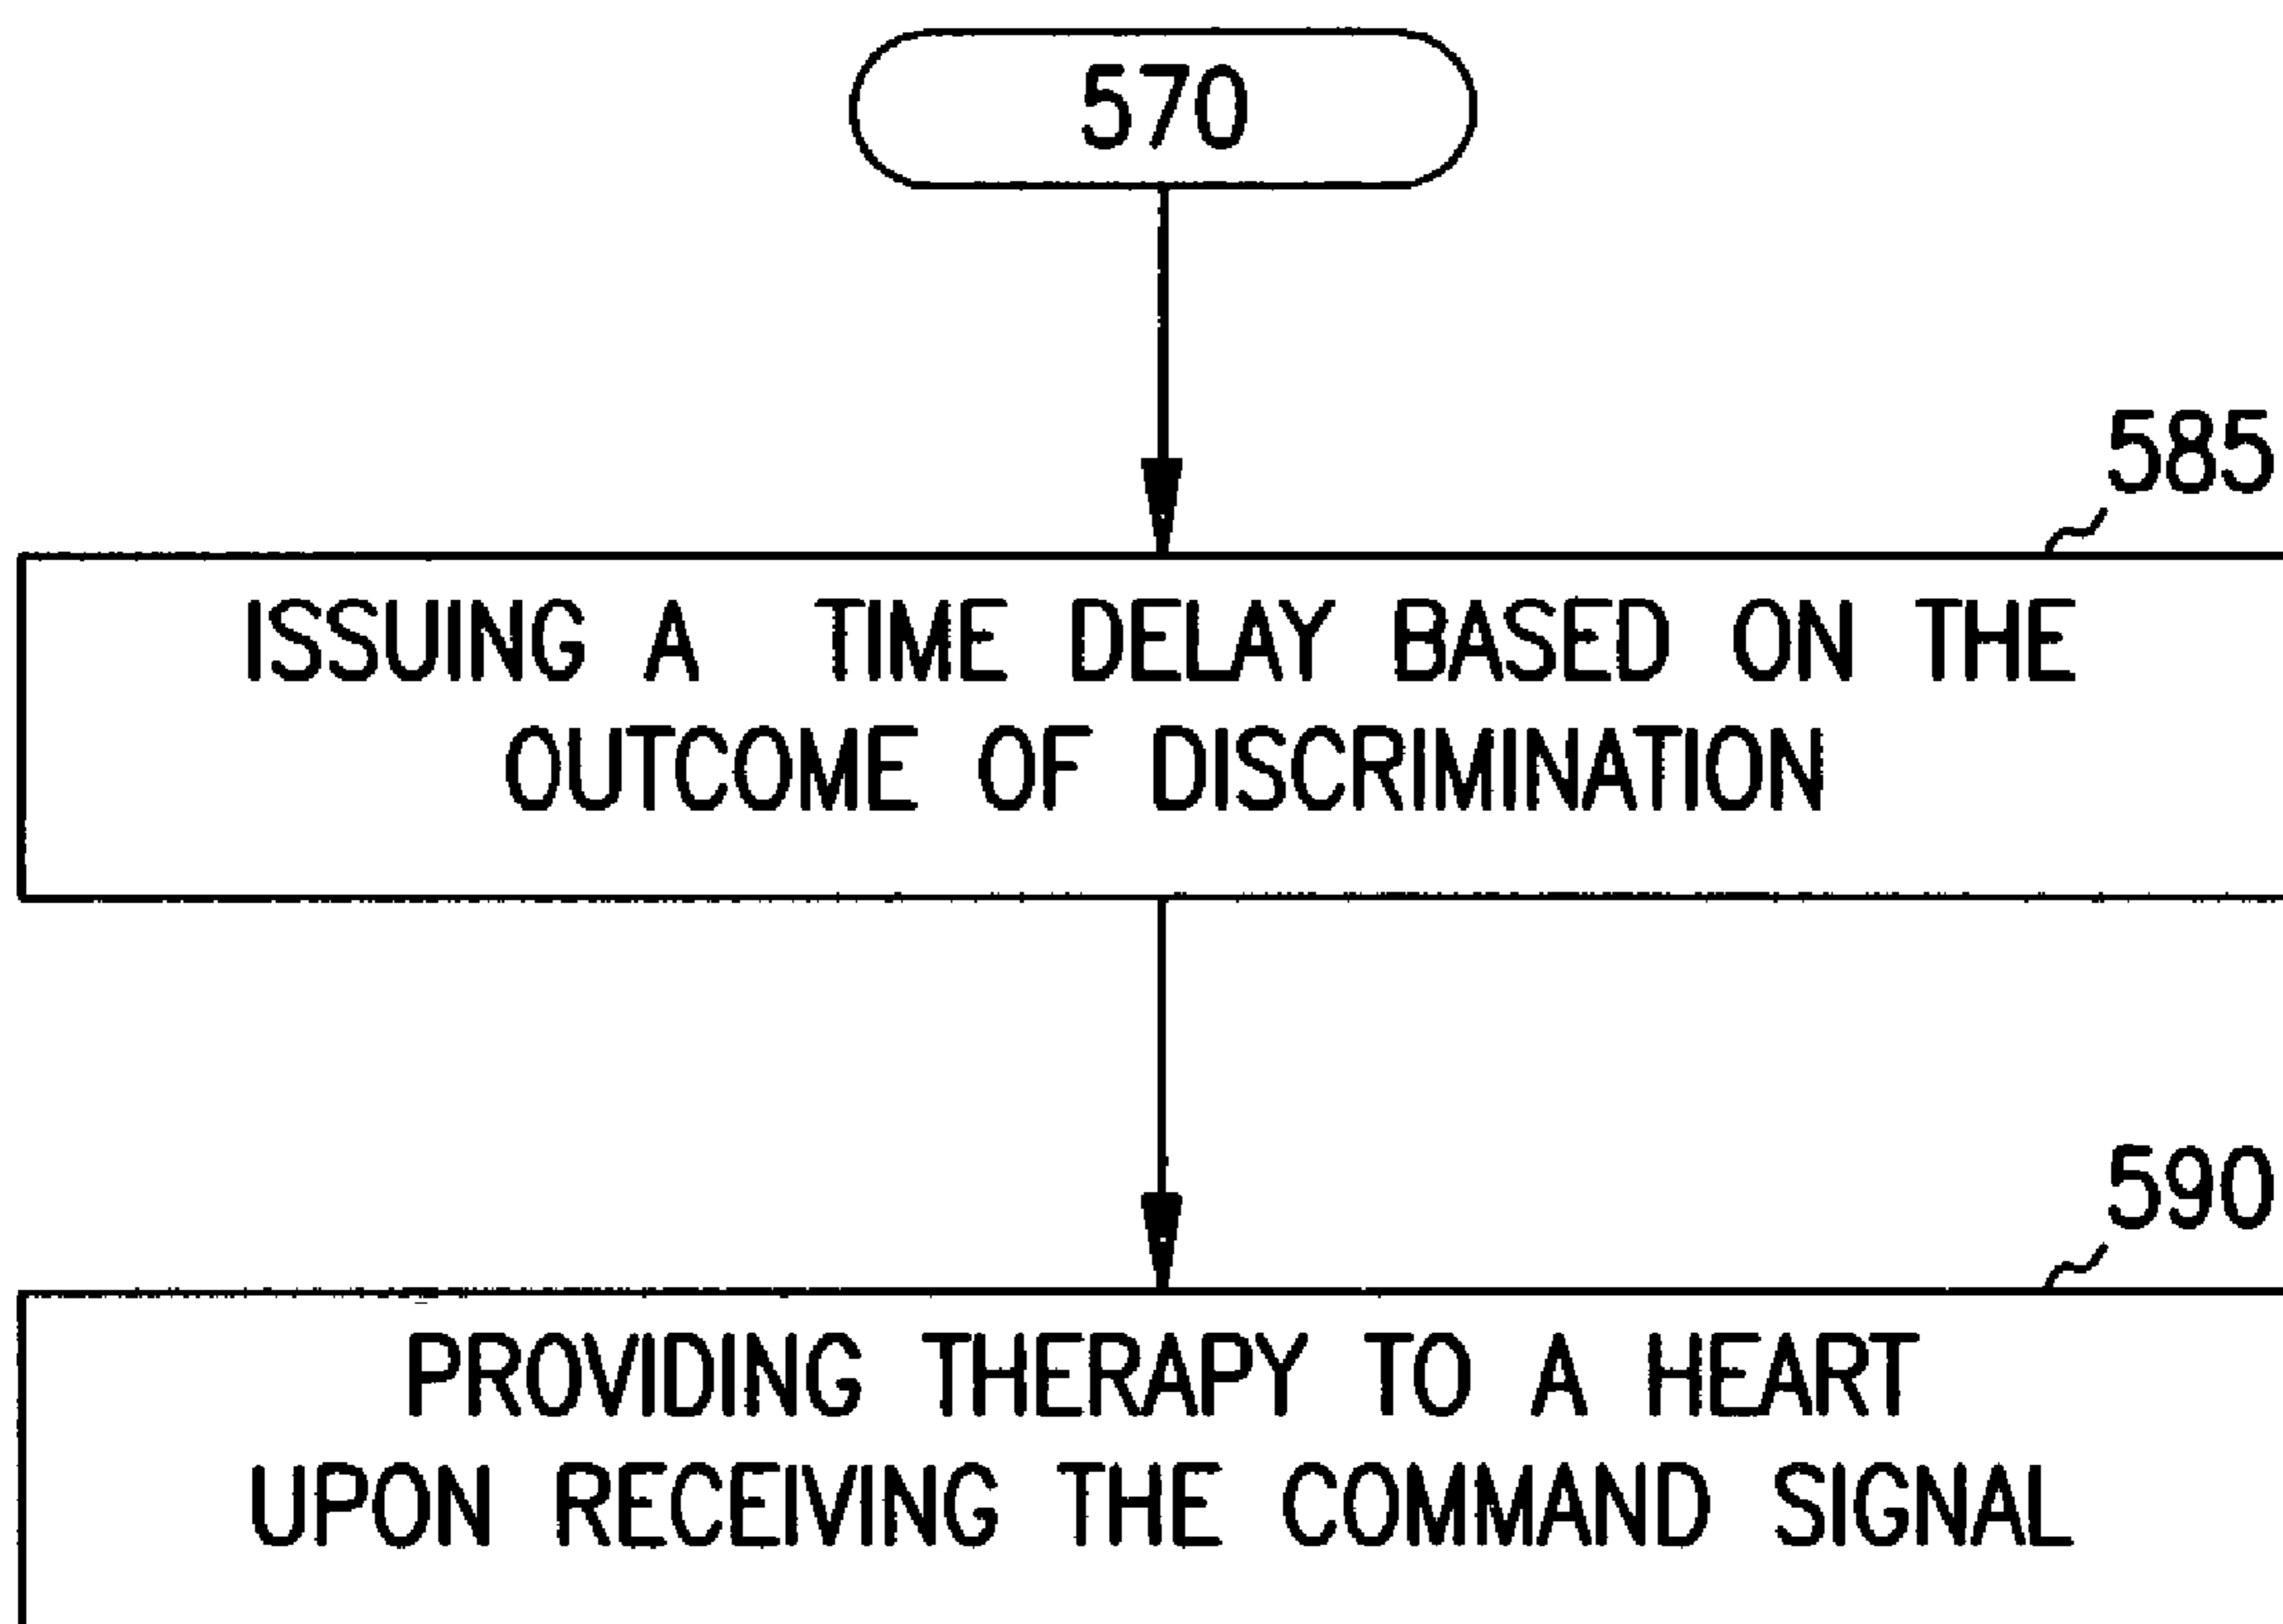 570
585
ISSUING A TIME DELAY BASED ON THE
OUTCOME OF DISCRIMINATION
590
PROVIDING THERAPY TO A HEART
UPON RECEIVING THE COMMAND SIGNAL